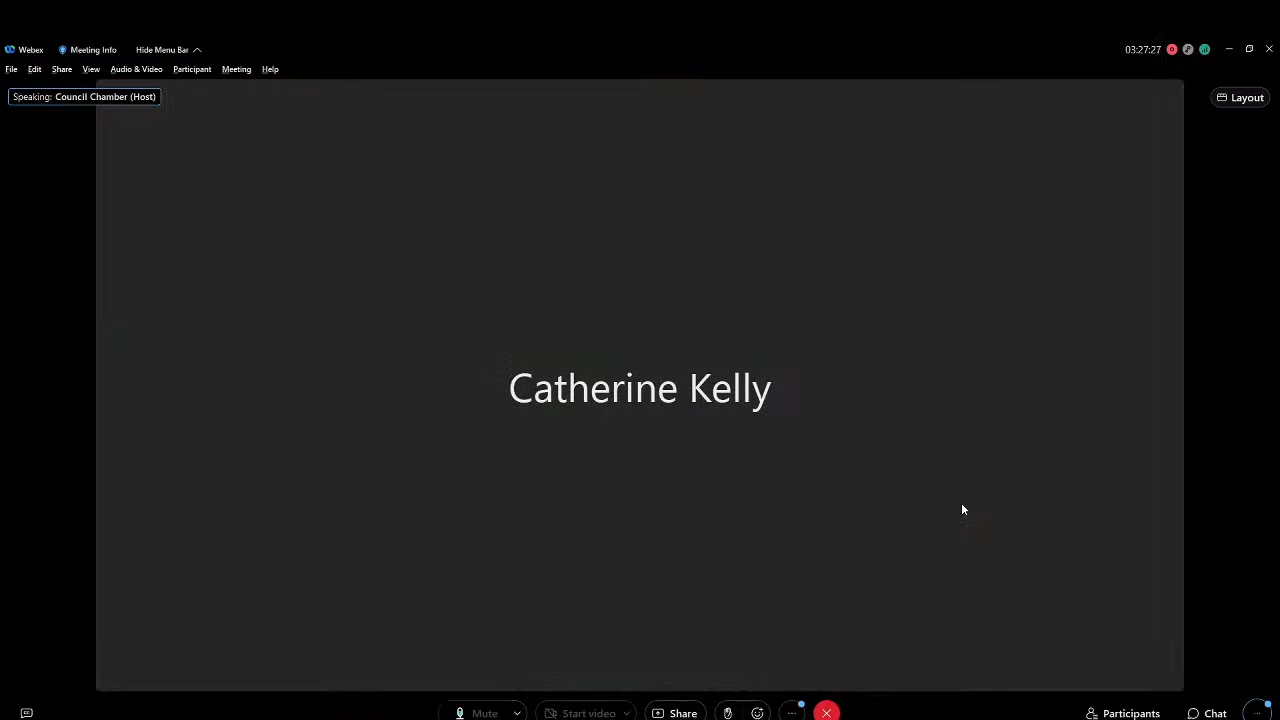 Webex Meeting Info Hide Menu Bar 03:27:27
File Edit Share View Audio & Video Participant Meeting Help
Speaking: Council Chamber (Host) Layout
Catherine Kelly
Mute Start video Share Participants Chat